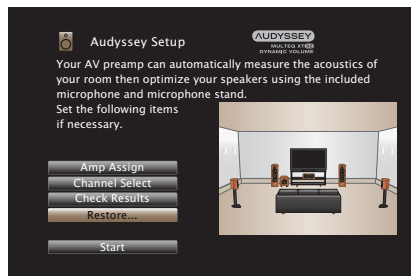 Audyssey Setup
AUDYSSEY
MULTEQ XT32
DYNAMIC VOLUME
Your AV preamp can automatically measure the acoustics of
your room then optimize your speakers using the included
microphone and microphone stand.
Set the following items
if necessary.
Amp Assign
Channel Select
Check Results
Restore...
Start